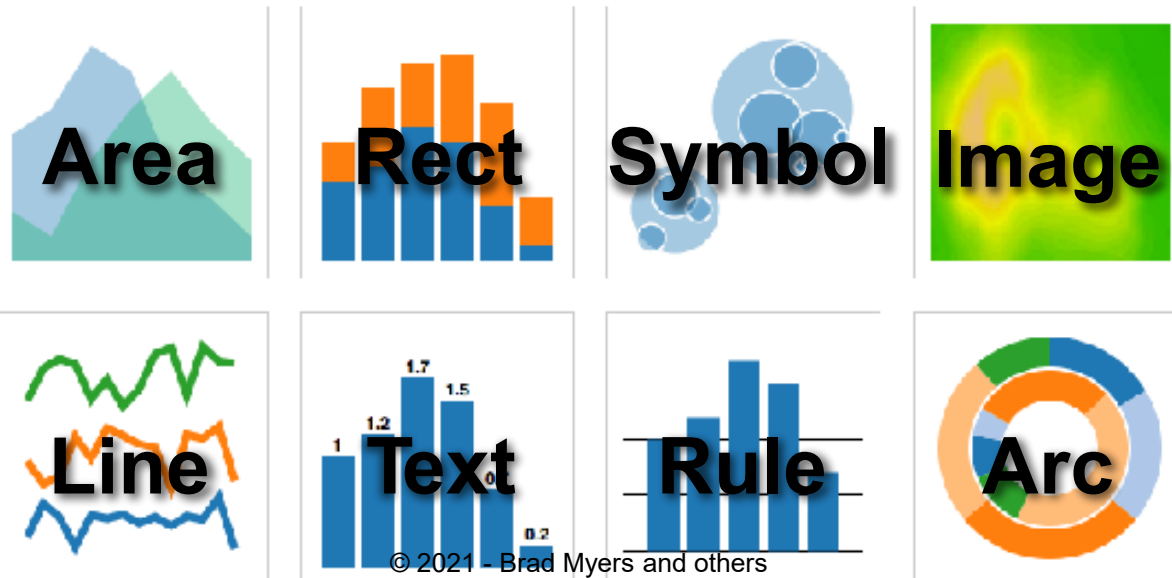 Area
Rect
Symbol
Image
1.7
1.5
1.2
1
0.2
Line
Text
Rule
Arc
© 2021 - Brad Myers and others